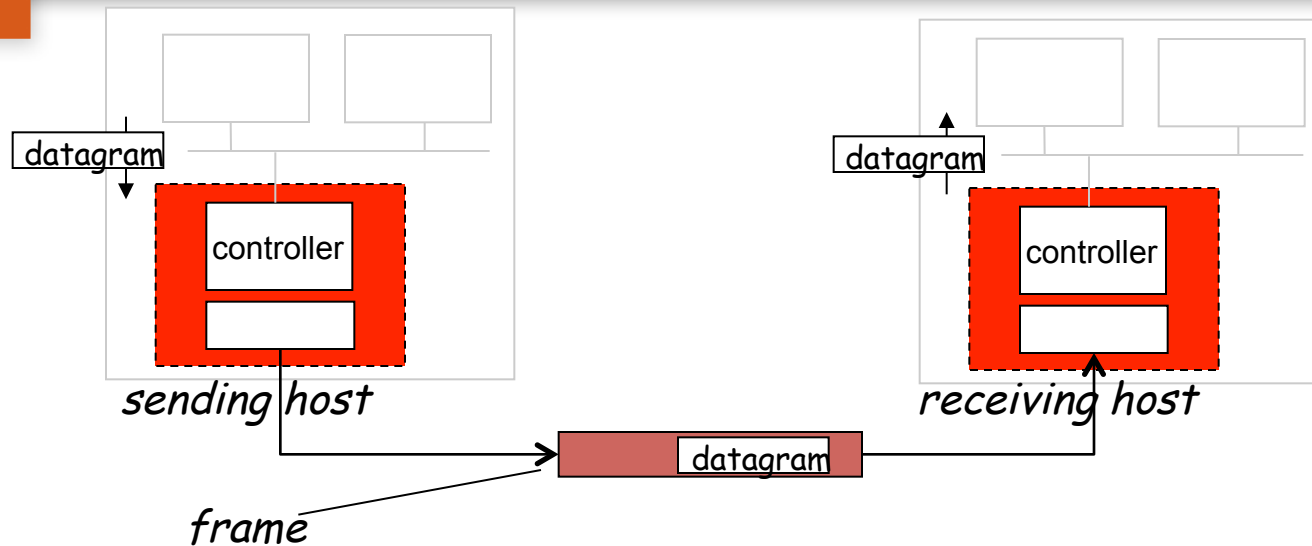 datagram
datagram
controller
controller
sending host
receiving host
datagram
frame